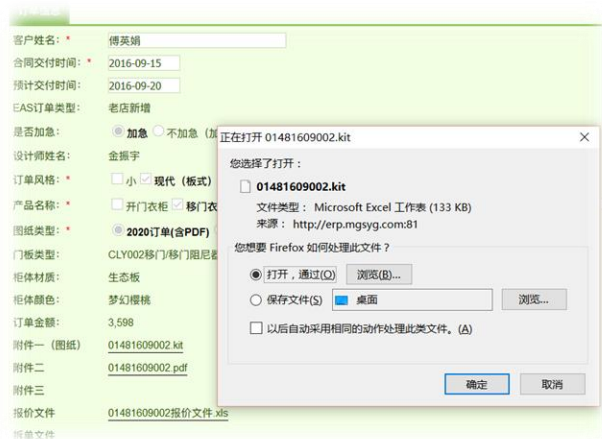 客户姓名: * 傅英娟
合同交付时间: * 2016-09-15
预计交付时间: 2016-09-20
EAS订单类型: 老店新增
是否加急: 加急 不加急 (加
设计师姓名: 金振宇
订单风格: * 小 现代 (板式)
产品名称: * 开门衣柜 移门衣
图纸类型: * 2020订单(含PDF)
门板类型: CLY002移门/移门阻尼器
柜体材质: 生态板
柜体颜色: 梦幻樱桃
订单金额: 3,598
附件一 (图纸) 01481609002.kit
附件二 01481609002.pdf
附件三
报价文件 01481609002报价文件.xls
拆单文件
正在打开 01481609002.kit
您选择了打开:
01481609002.kit
文件类型: Microsoft Excel 工作表 (133 KB)
来源: http://erp.mgsyg.com:81
您想要 Firefox 如何处理此文件?
打开,通过(O) 浏览(B)...
保存文件(S) 桌面 浏览...
以后自动采用相同的动作处理此类文件。(A)
确定 取消